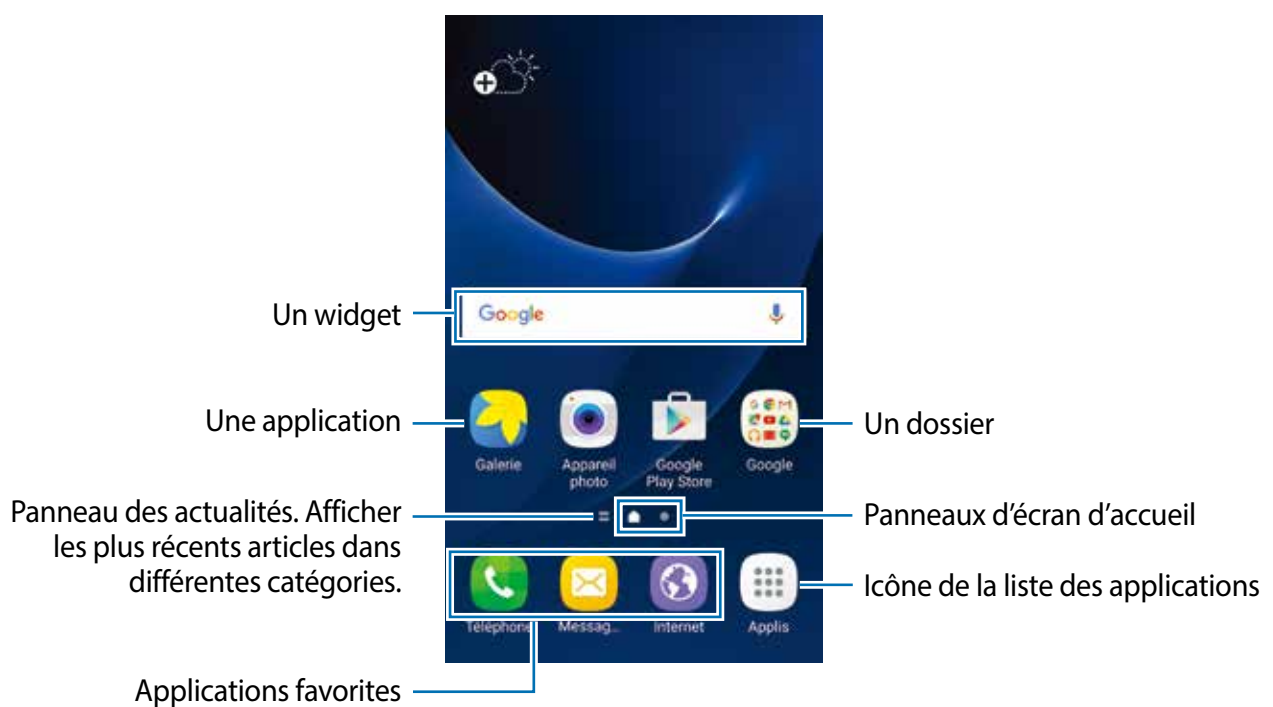 Google
Un widget
Une application
Un dossier
Galerie
Appareil photo
Google Play Store
Google
Panneau des actualités. Afficher
les plus récents articles dans
différentes catégories.
Panneaux d'écran d'accueil
Icône de la liste des applications
Téléphone
Messag...
Internet
Applis
Applications favorites